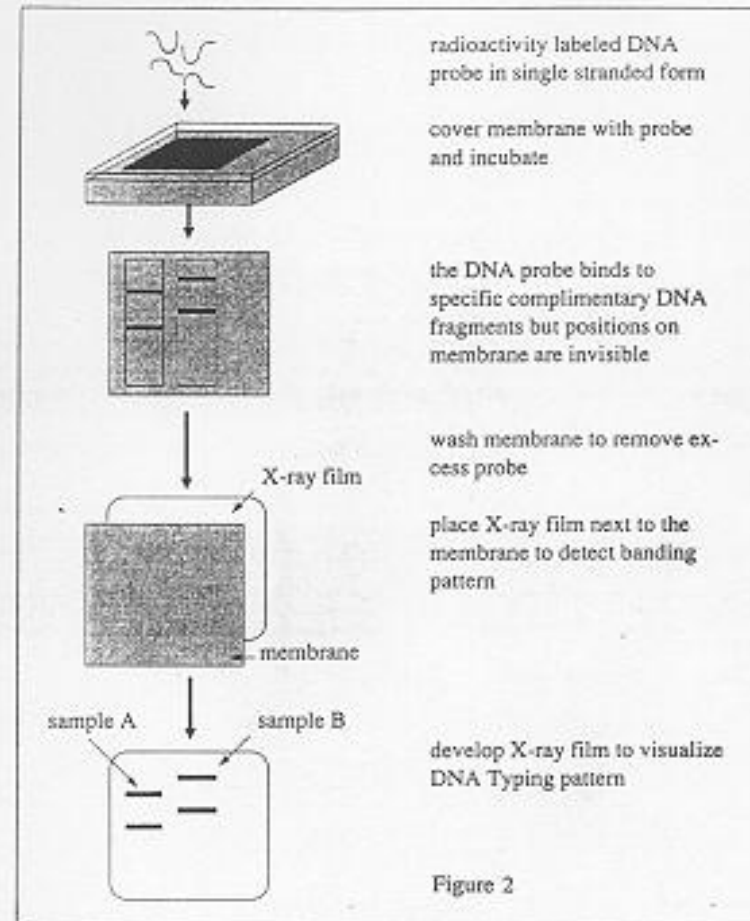 radioactivity labeled DNA
probe in single stranded form
cover membrane with probe
and incubate
the DNA probe binds to
specific complimentary DNA
fragments but positions on
membrane are invisible
wash membrane to remove ex-
cess probe
X-ray film
place X-ray film next to the
membrane to detect banding
pattern
membrane
sample A
sample B
develop X-ray film to visualize
DNA Typing pattern
Figure 2